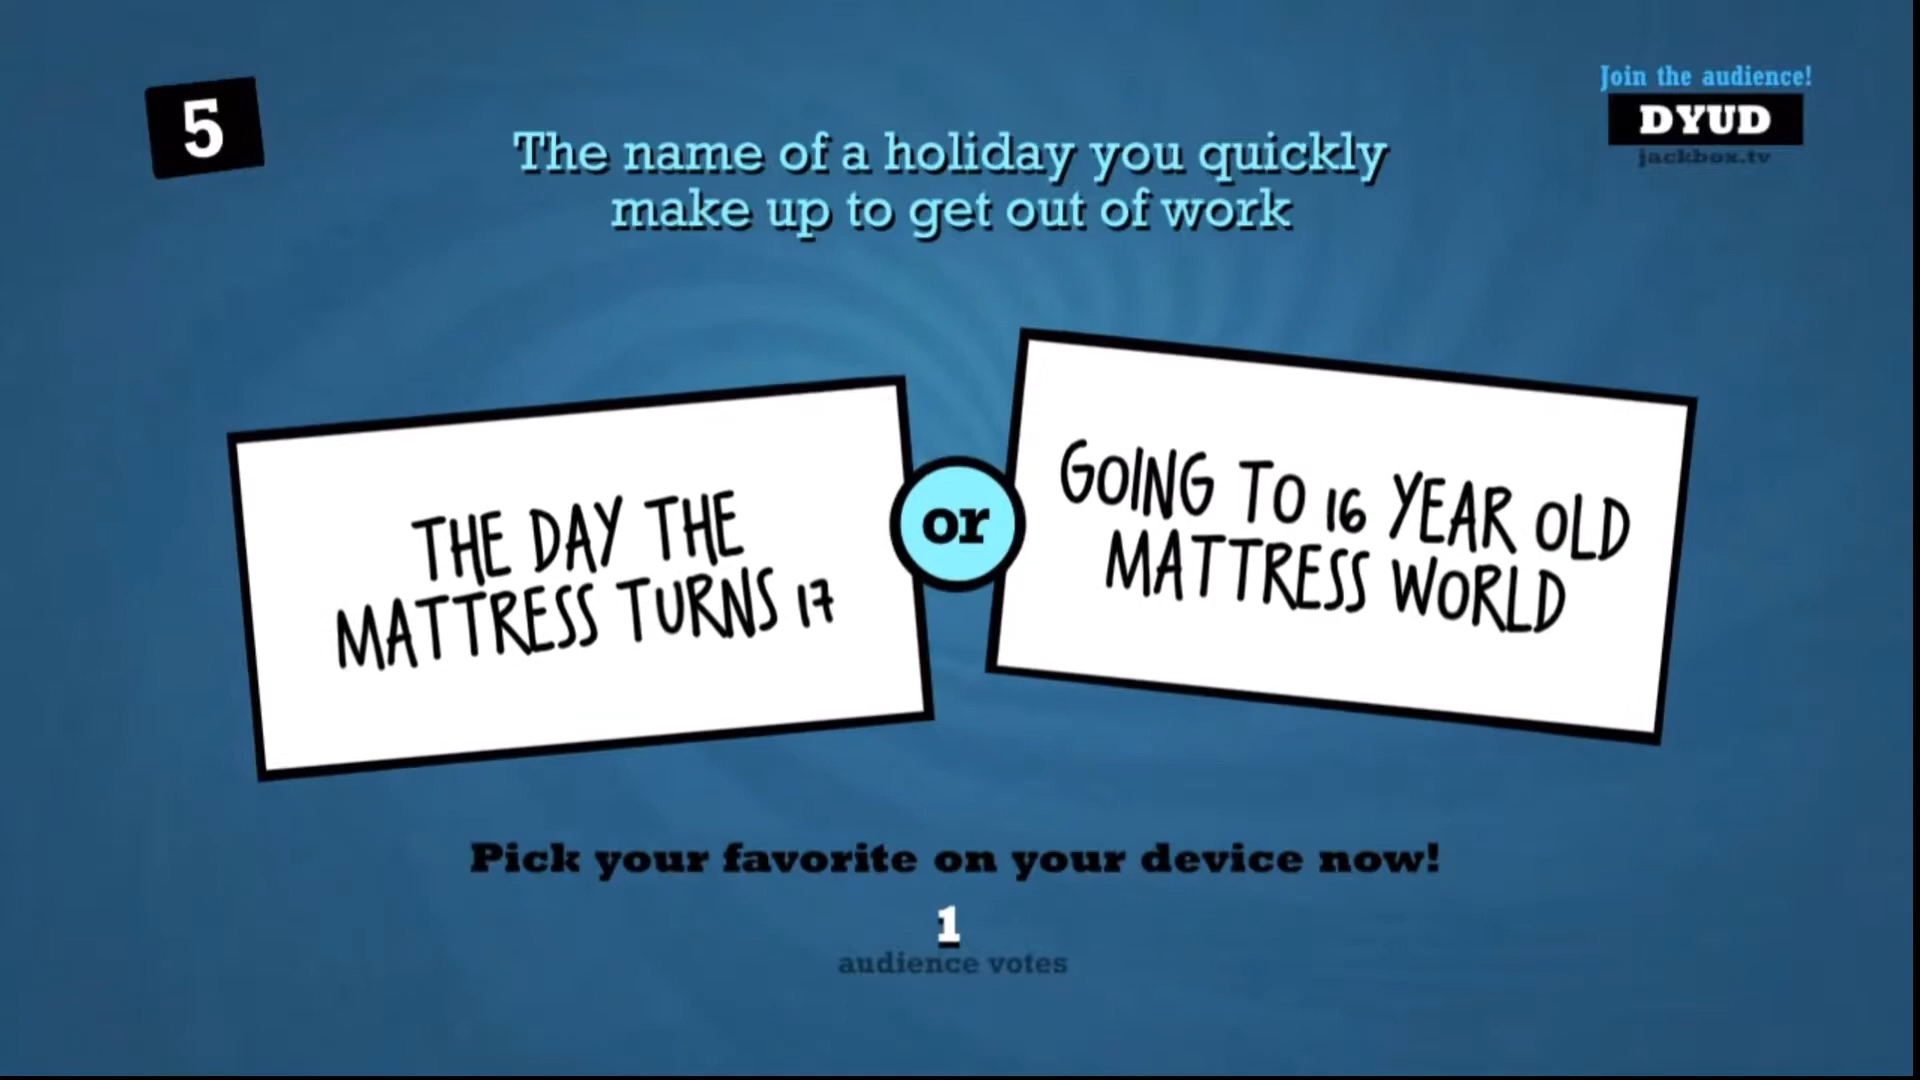 5
Join the audience!
DYUD
jackbox.tv
The name of a holiday you quickly
make up to get out of work
THE DAY THE
MATTRESS TURNS 17
or
GOING TO 16 YEAR OLD
MATTRESS WORLD
Pick your favorite on your device now!
1
audience votes